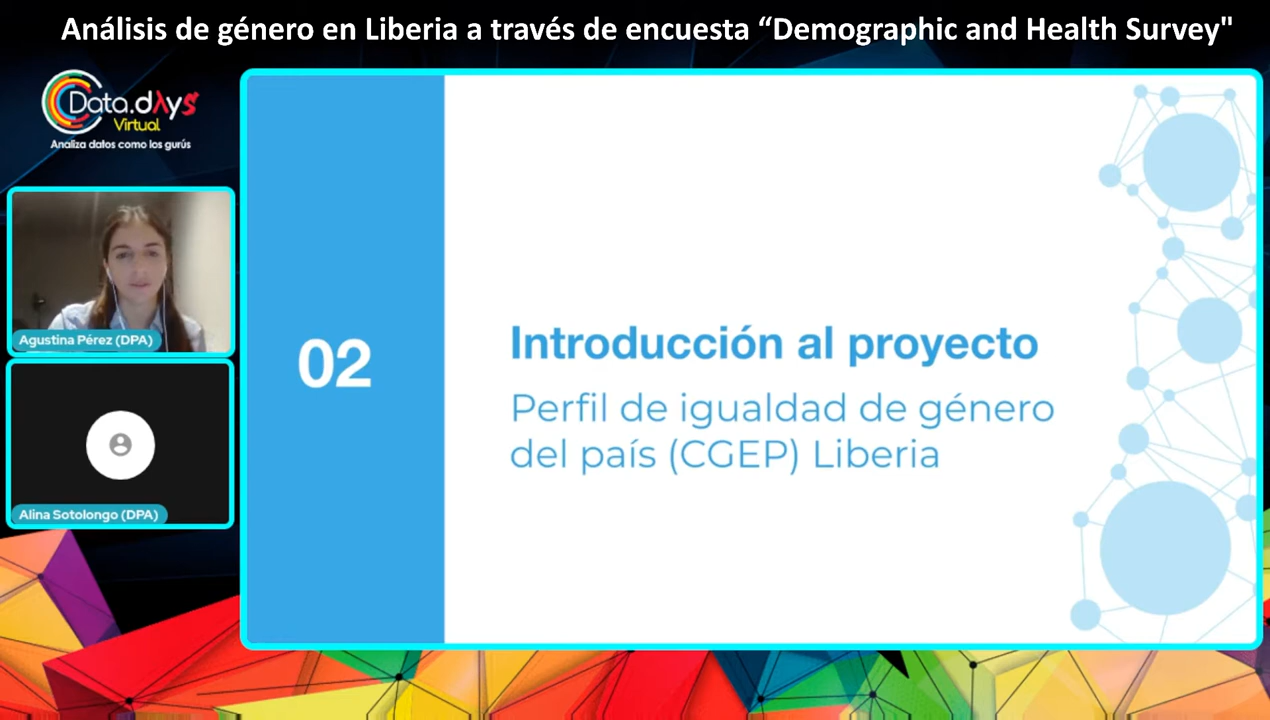 Análisis de género en Liberia a través de encuesta “Demographic and Health Survey"
Data.dAys
Virtual
Analiza datos como los gurús
Agustina Pérez (DPA)
Alina Sotolongo (DPA)
02
Introducción al proyecto
Perfil de igualdad de género
del país (CGEP) Liberia